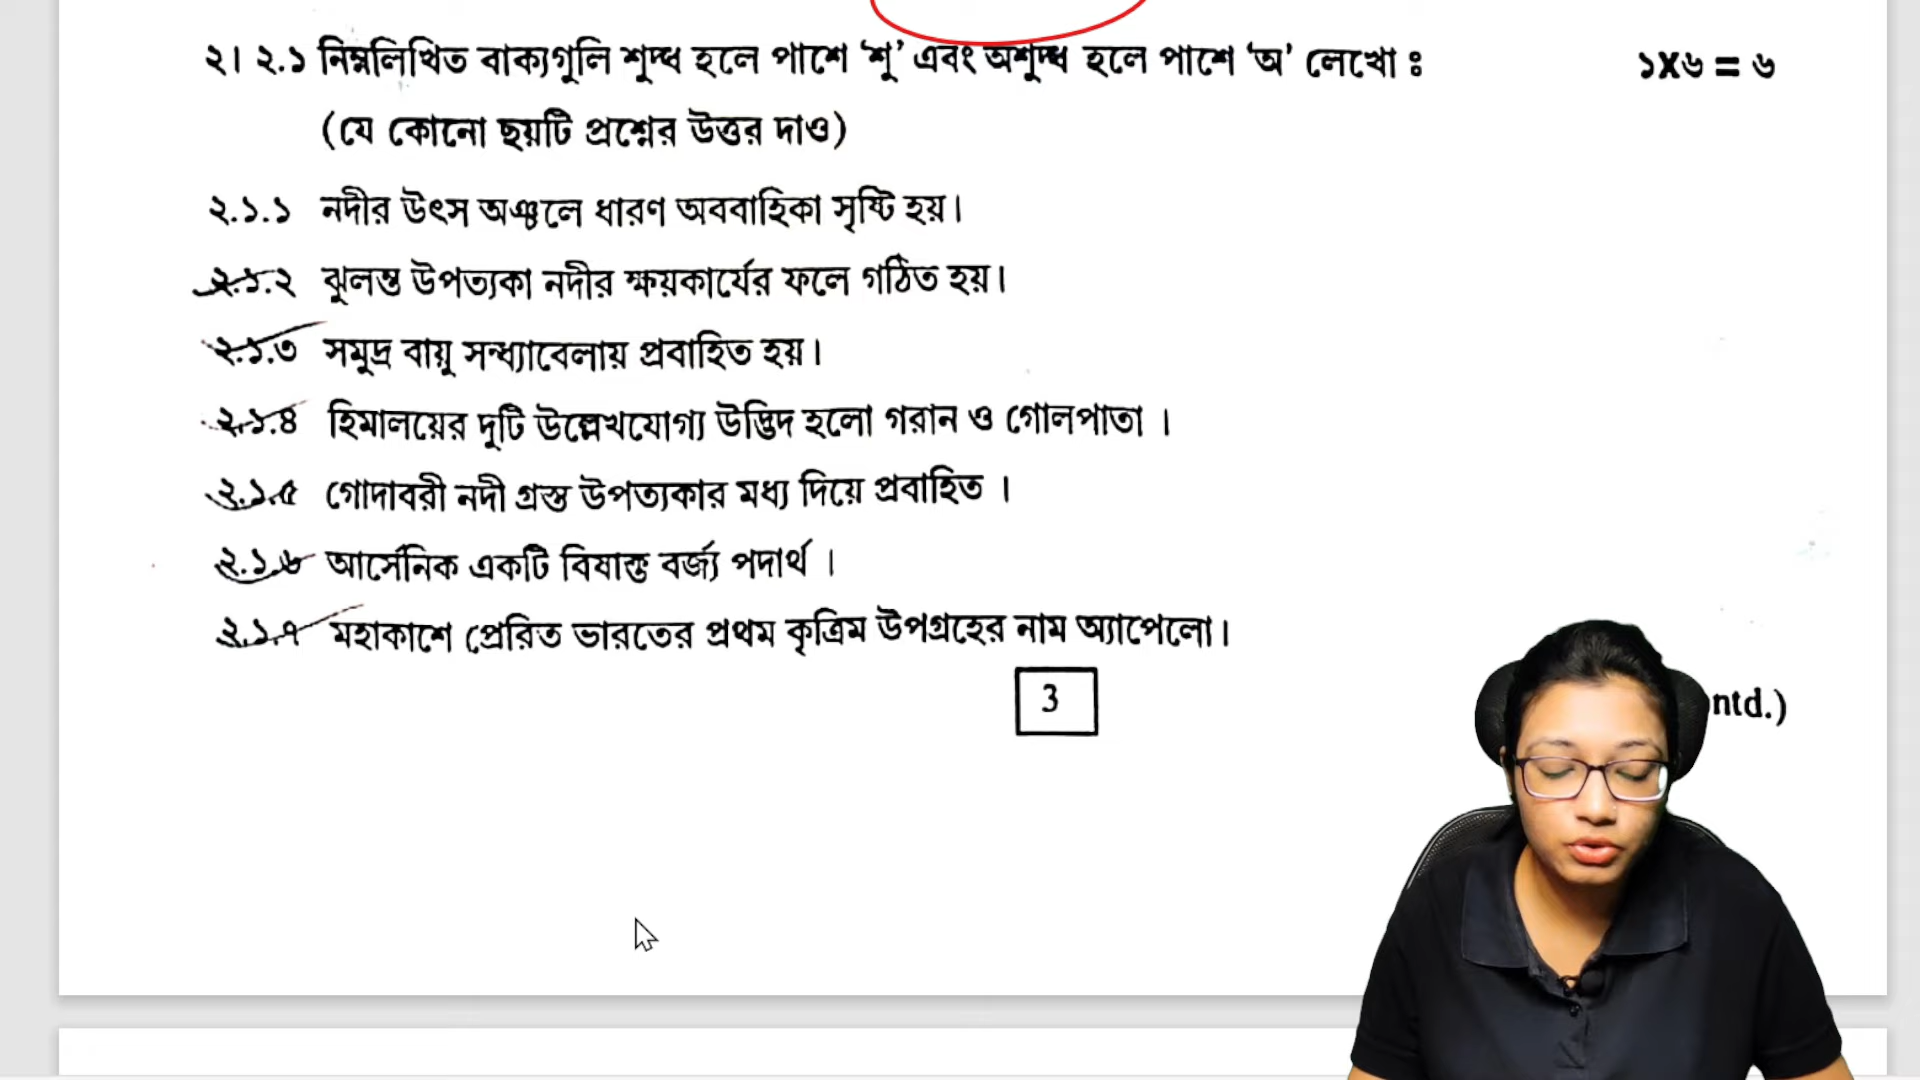 ২। ২.১ নিম্নলিখিত বাক্যগুলি শুদ্ধ হলে পাশে ‘শু’ এবং অশুদ্ধ হলে পাশে ‘অ’ লেখো ঃ ১X৬ = ৬
(যে কোনো ছয়টি প্রশ্নের উত্তর দাও)
২.১.১ নদীর উৎস অঞ্চলে ধারণ অববাহিকা সৃষ্টি হয়।
২.১.২ ঝুলন্ত উপত্যকা নদীর ক্ষয়কার্যের ফলে গঠিত হয়।
২.১.৩ সমুদ্র বায়ু সন্ধ্যাবেলায় প্রবাহিত হয়।
২.১.৪ হিমালয়ের দুটি উল্লেখযোগ্য উদ্ভিদ হলো গরান ও গোলপাতা ।
২.১.৫ গোদাবরী নদী গ্রস্ত উপত্যকার মধ্য দিয়ে প্রবাহিত ।
২.১.৬ আর্সেনিক একটি বিষাক্ত বর্জ্য পদার্থ ।
২.১.৭ মহাকাশে প্রেরিত ভারতের প্রথম কৃত্রিম উপগ্রহের নাম অ্যাপেলো।
3
ntd.)